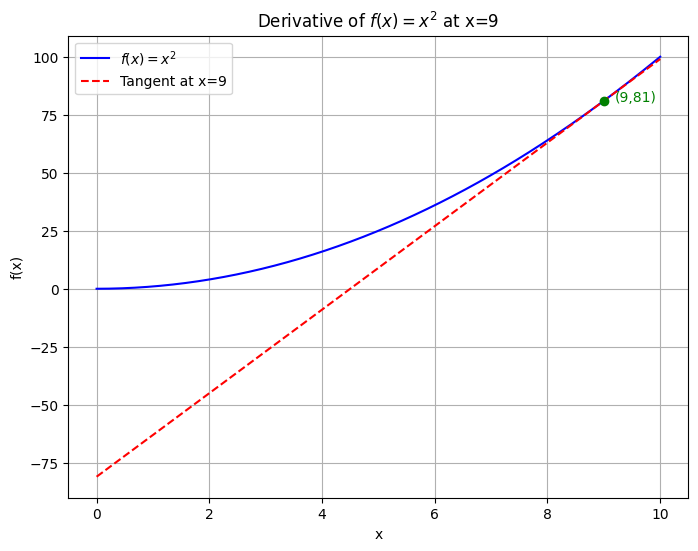 Derivative of f(x) = x² at x=9
f(x) = x²
Tangent at x=9
(9,81)
f(x)
100
75
50
25
0
−25
−50
−75
0 2 4 6 8 10
x